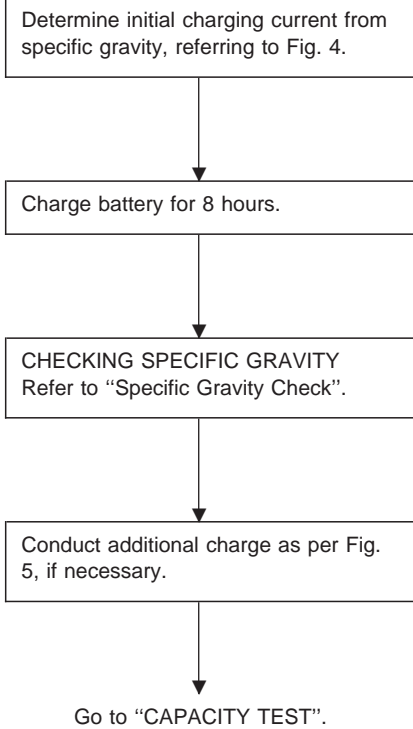 Determine initial charging current from
specific gravity, referring to Fig. 4.
Charge battery for 8 hours.
CHECKING SPECIFIC GRAVITY
Refer to ‘‘Specific Gravity Check’’.
Conduct additional charge as per Fig.
5, if necessary.
Go to ‘‘CAPACITY TEST’’.